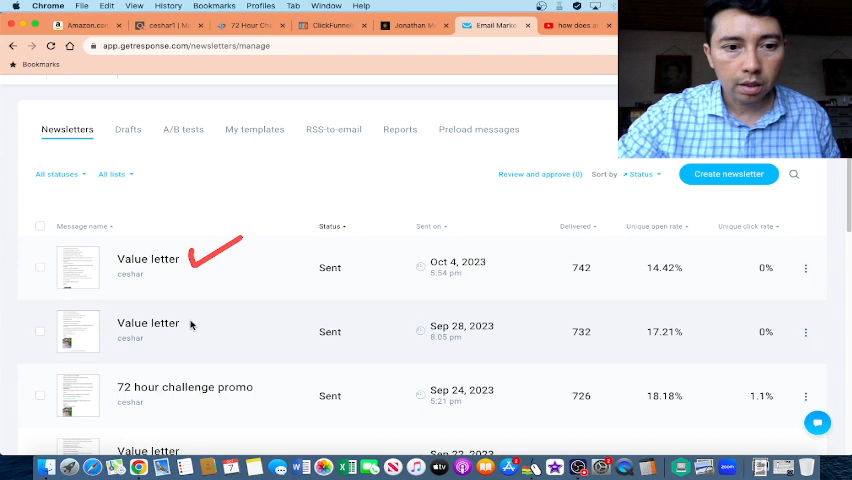 Chrome File Edit View History Bookmarks Profiles Tab Window Help
Amazon.co ceshar1 | M 72 Hour Cha ClickFunnel Jonathan M Email Marke how does a
app.getresponse.com/newsletters/manage
Bookmarks
Newsletters Drafts A/B tests My templates RSS-to-email Reports Preload messages
All statuses All lists Review and approve (0) Sort by Status Create newsletter
Message name Status Sent on Delivered Unique open rate Unique click rate
Value letter
ceshar
Sent
Oct 4, 2023
5:54 pm
742 14.42% 0%
Value letter
ceshar
Sent
Sep 28, 2023
8:05 pm
732 17.21% 0%
72 hour challenge promo
ceshar
Sent
Sep 24, 2023
5:21 pm
726 18.18% 1.1%
Value letter
Sep 22, 2023
zoom